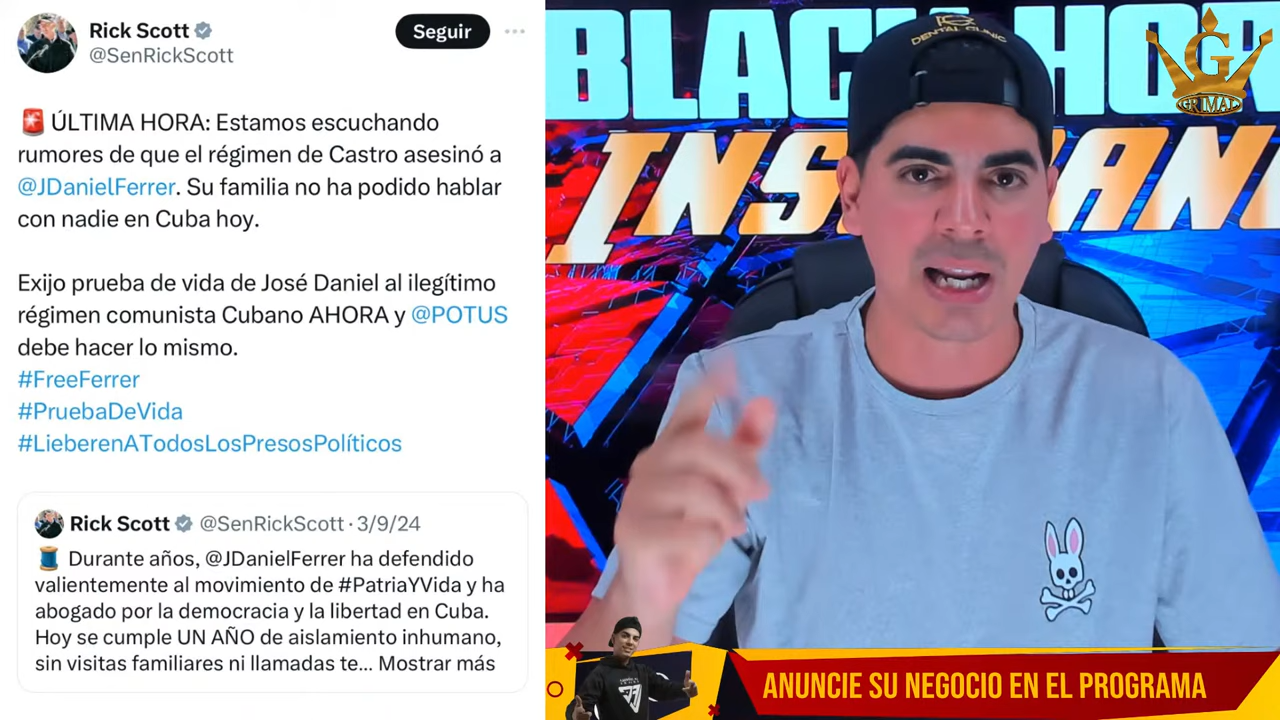 Rick Scott
@SenRickScott
Seguir
🚨 ÚLTIMA HORA: Estamos escuchando
rumores de que el régimen de Castro asesinó a
@JDanielFerrer. Su familia no ha podido hablar
con nadie en Cuba hoy.
Exijo prueba de vida de José Daniel al ilegítimo
régimen comunista Cubano AHORA y @POTUS
debe hacer lo mismo.
#FreeFerrer
#PruebaDeVida
#LieberenATodosLosPresosPolíticos
Rick Scott @SenRickScott · 3/9/24
🧵 Durante años, @JDanielFerrer ha defendido
valientemente al movimiento de #PatriaYVida y ha
abogado por la democracia y la libertad en Cuba.
Hoy se cumple UN AÑO de aislamiento inhumano,
sin visitas familiares ni llamadas te... Mostrar más
DENTAL CLINIC
G
GRIMAL
ANUNCIE SU NEGOCIO EN EL PROGRAMA